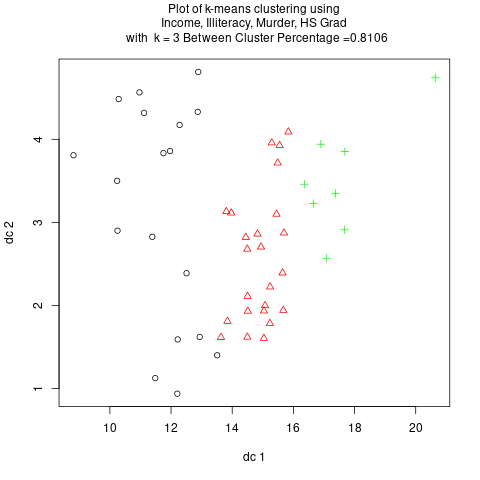 Plot of k-means clustering using
Income, Illiteracy, Murder, HS Grad
with k = 3 Between Cluster Percentage =0.8106
4
3
2
1
dc 2
10 12 14 16 18 20
dc 1